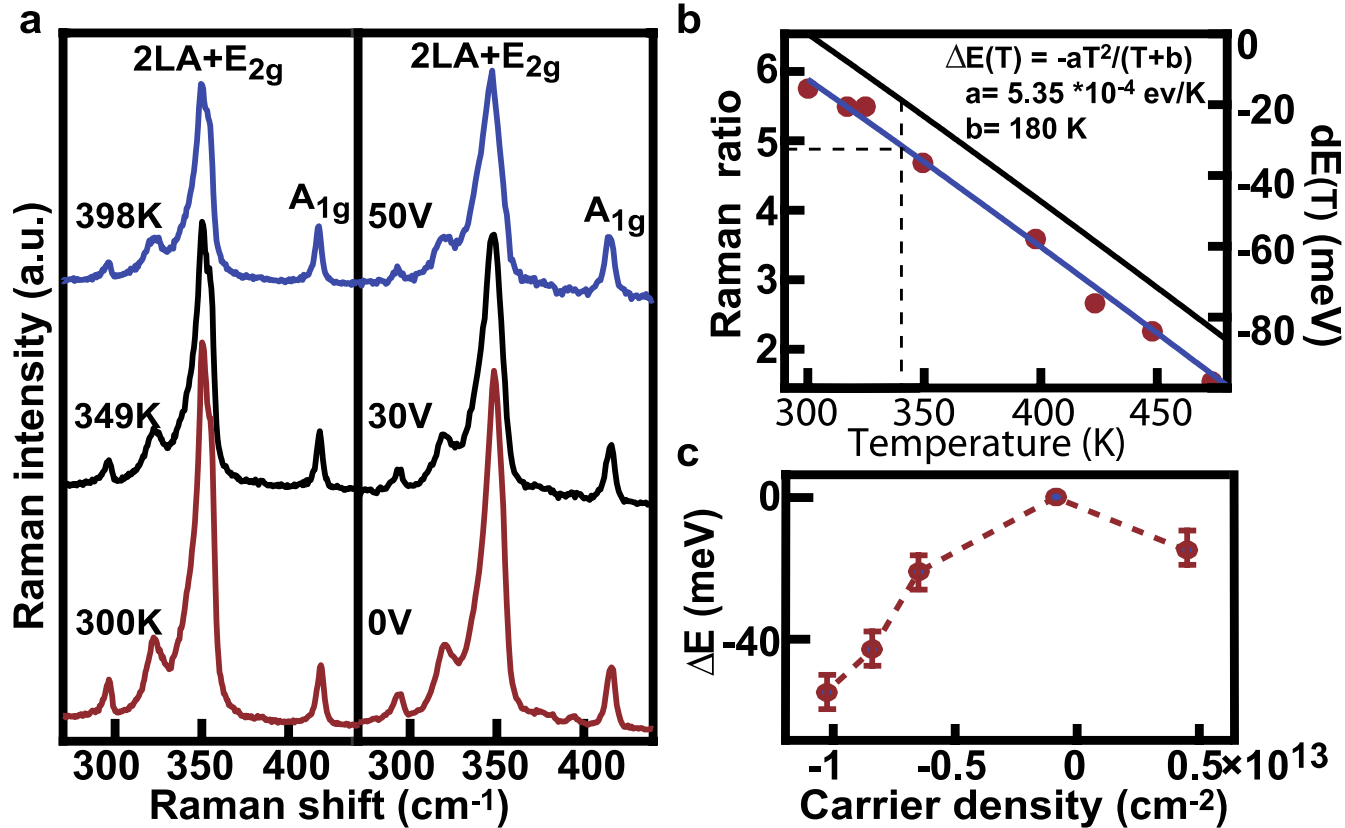 a
2LA+E2g
2LA+E2g
398K
A1g
50V
A1g
349K
30V
300K
0V
Raman intensity (a.u.)
300
350
400
300
350
400
Raman shift (cm-1)
b
ΔE(T) = -aT2/(T+b)
a= 5.35 *10-4 ev/K
b= 180 K
6
5
4
3
2
Raman ratio
0
-20
-40
-60
-80
dE(T) (meV)
300
350
400
450
Temperature (K)
c
0
-40
ΔE (meV)
-1
-0.5
0
0.5×1013
Carrier density (cm-2)